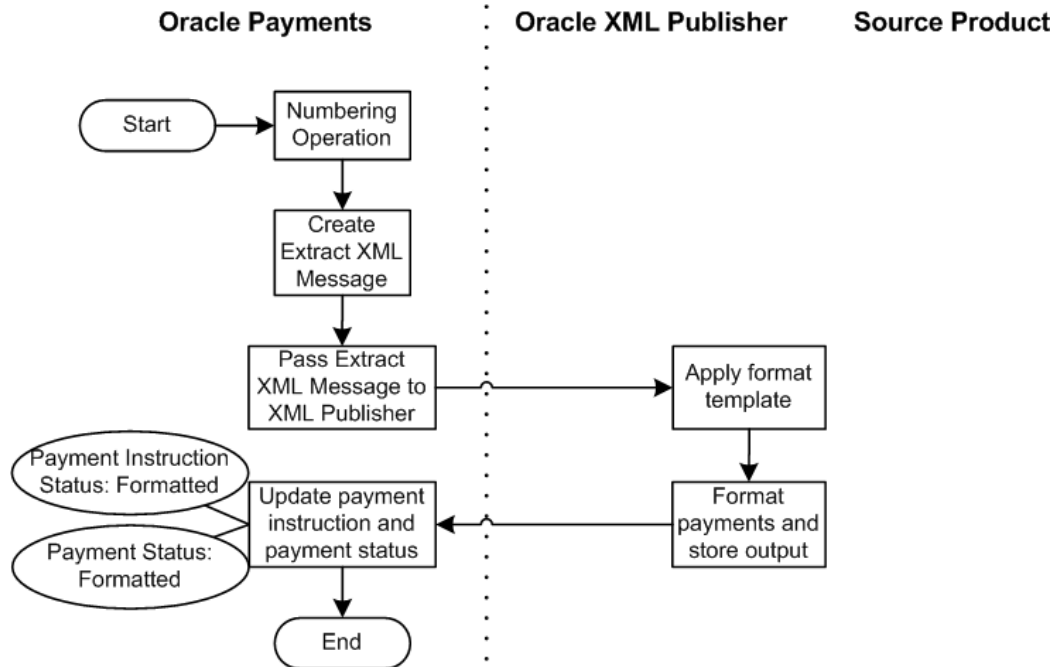 Oracle Payments
Oracle XML Publisher
Source Product
Start
Numbering
Operation
Create
Extract XML
Message
Pass Extract
XML Message to
XML Publisher
Apply format
template
Payment Instruction
Status: Formatted
Payment Status:
Formatted
Update payment
instruction and
payment status
Format
payments and
store output
End